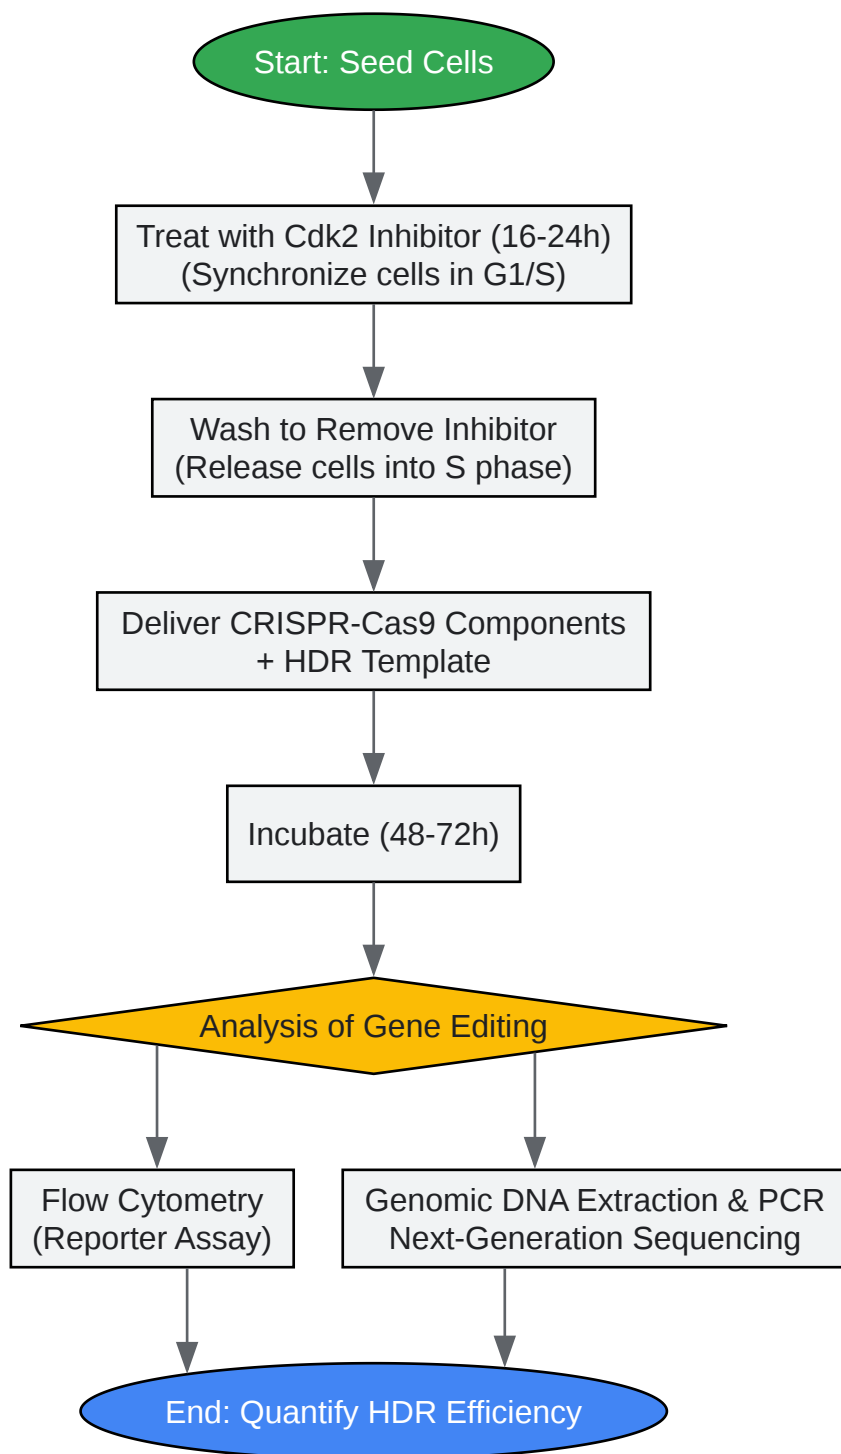 Start: Seed Cells
Treat with Cdk2 Inhibitor (16-24h)
(Synchronize cells in G1/S)
Wash to Remove Inhibitor
(Release cells into S phase)
Deliver CRISPR-Cas9 Components
+ HDR Template
Incubate (48-72h)
Analysis of Gene Editing
Flow Cytometry
(Reporter Assay)
Genomic DNA Extraction & PCR
Next-Generation Sequencing
End: Quantify HDR Efficiency